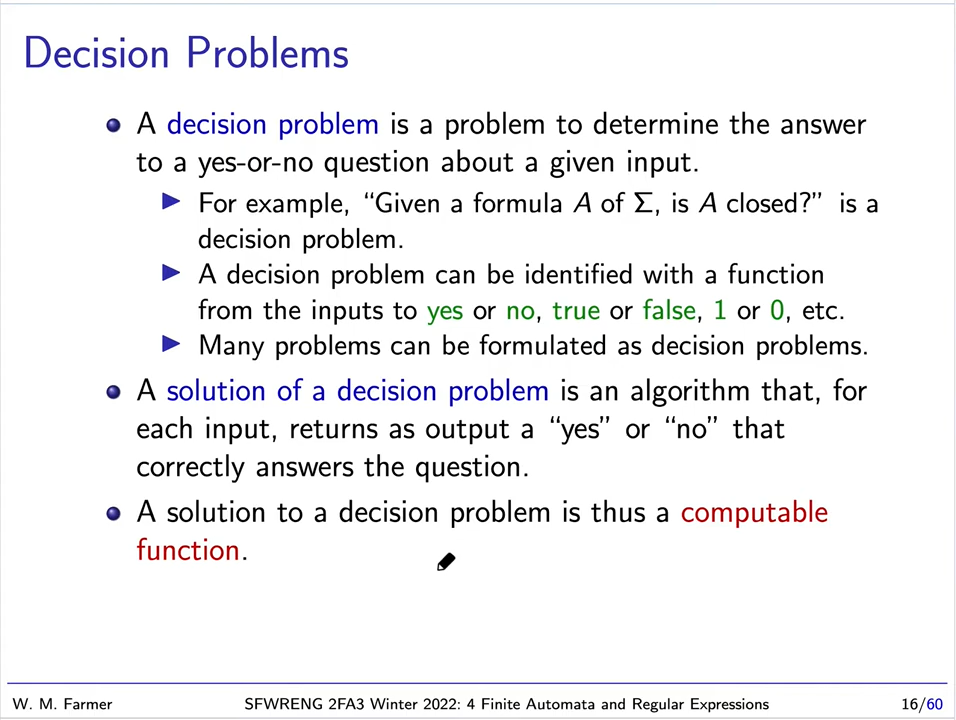 Decision Problems
A decision problem is a problem to determine the answer
to a yes-or-no question about a given input.
For example, “Given a formula A of Σ, is A closed?” is a
decision problem.
A decision problem can be identified with a function
from the inputs to yes or no, true or false, 1 or 0, etc.
Many problems can be formulated as decision problems.
A solution of a decision problem is an algorithm that, for
each input, returns as output a “yes” or “no” that
correctly answers the question.
A solution to a decision problem is thus a computable
function.
W. M. Farmer SFWRENG 2FA3 Winter 2022: 4 Finite Automata and Regular Expressions 16/60